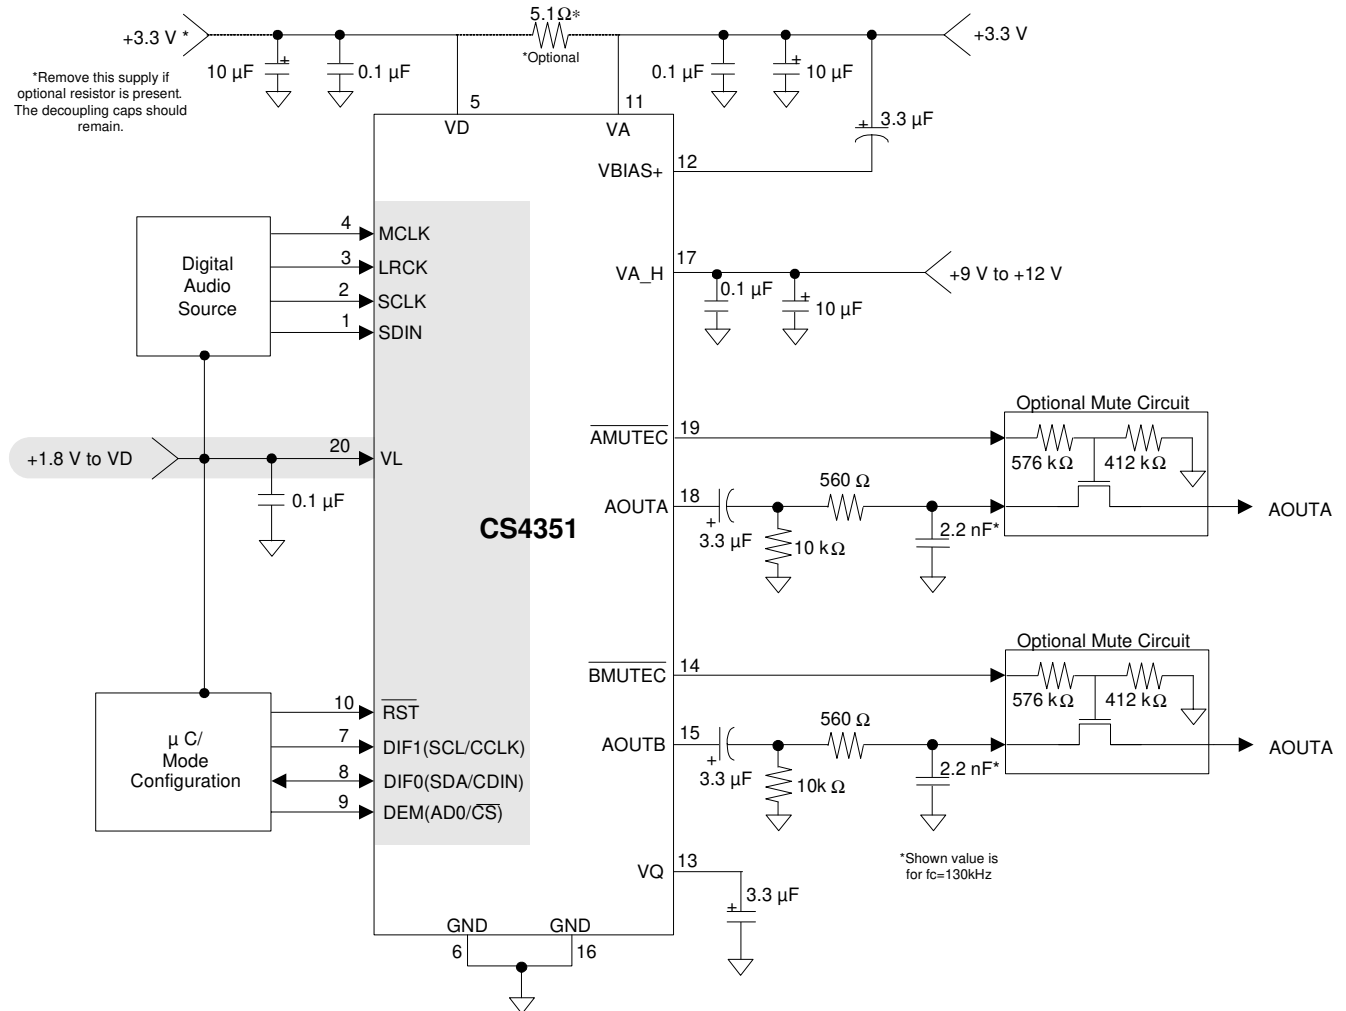 5.1Ω*
+3.3 V *
+3.3 V
*Optional
10 µF
+
0.1 µF
0.1 µF
+
10 µF
*Remove this supply if
optional resistor is present.
The decoupling caps should
remain.
5
11
VD
VA
+
3.3 µF
VBIAS+
12
4
MCLK
3
LRCK
2
SCLK
1
SDIN
Digital
Audio
Source
VA_H
17
+9 V to +12 V
0.1 µF
+
10 µF
Optional Mute Circuit
AMUTEC
19
576 kΩ
412 kΩ
+1.8 V to VD
20
VL
0.1 µF
560 Ω
AOUTA
18
+
3.3 µF
10 kΩ
2.2 nF*
AOUTA
CS4351
Optional Mute Circuit
BMUTEC
14
576 kΩ
412 kΩ
560 Ω
AOUTB
15
+
3.3 µF
10k Ω
2.2 nF*
AOUTA
10
RST
7
DIF1(SCL/CCLK)
8
DIF0(SDA/CDIN)
9
DEM(AD0/CS)
µ C/
Mode
Configuration
*Shown value is
for fc=130kHz
VQ
13
+
3.3 µF
GND
GND
6
16